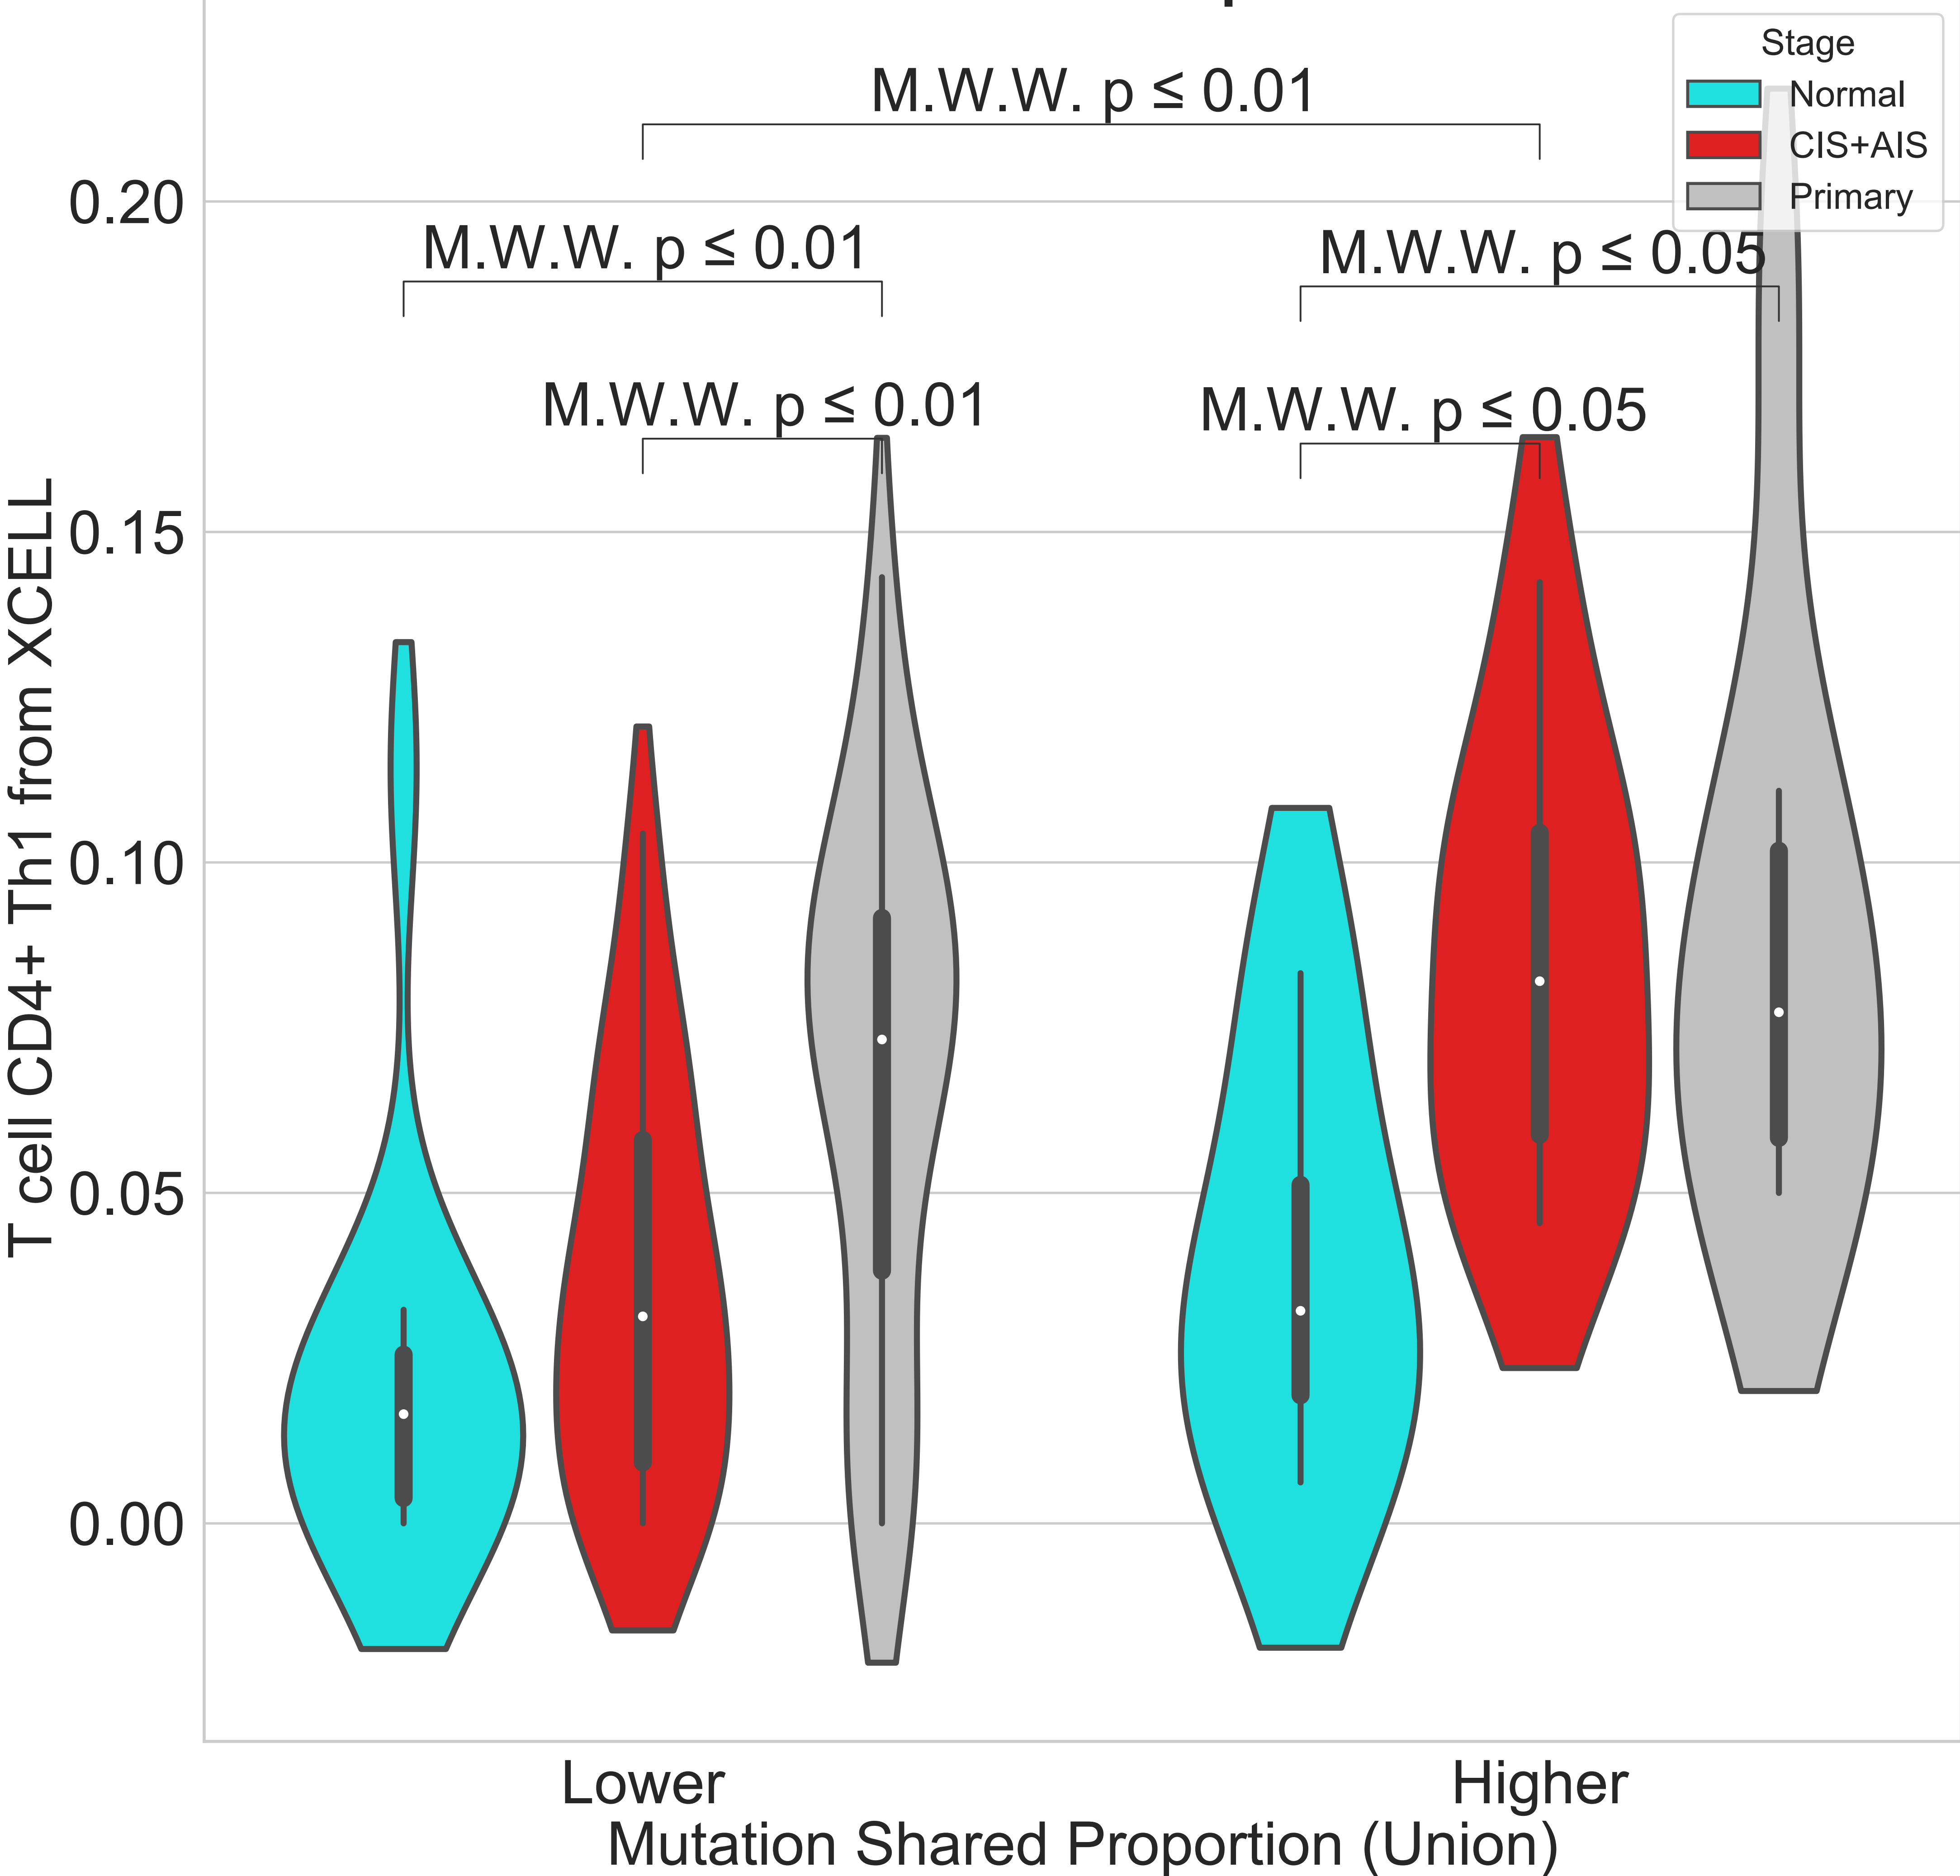 Stage
Normal
CIS+AIS
Primary
M.W.W. p ≤ 0.01
M.W.W. p ≤ 0.01
M.W.W. p ≤ 0.05
M.W.W. p ≤ 0.01
M.W.W. p ≤ 0.05
T cell CD4+ Th1 from XCELL
0.20
0.15
0.10
0.05
0.00
Lower
Higher
Mutation Shared Proportion (Union)